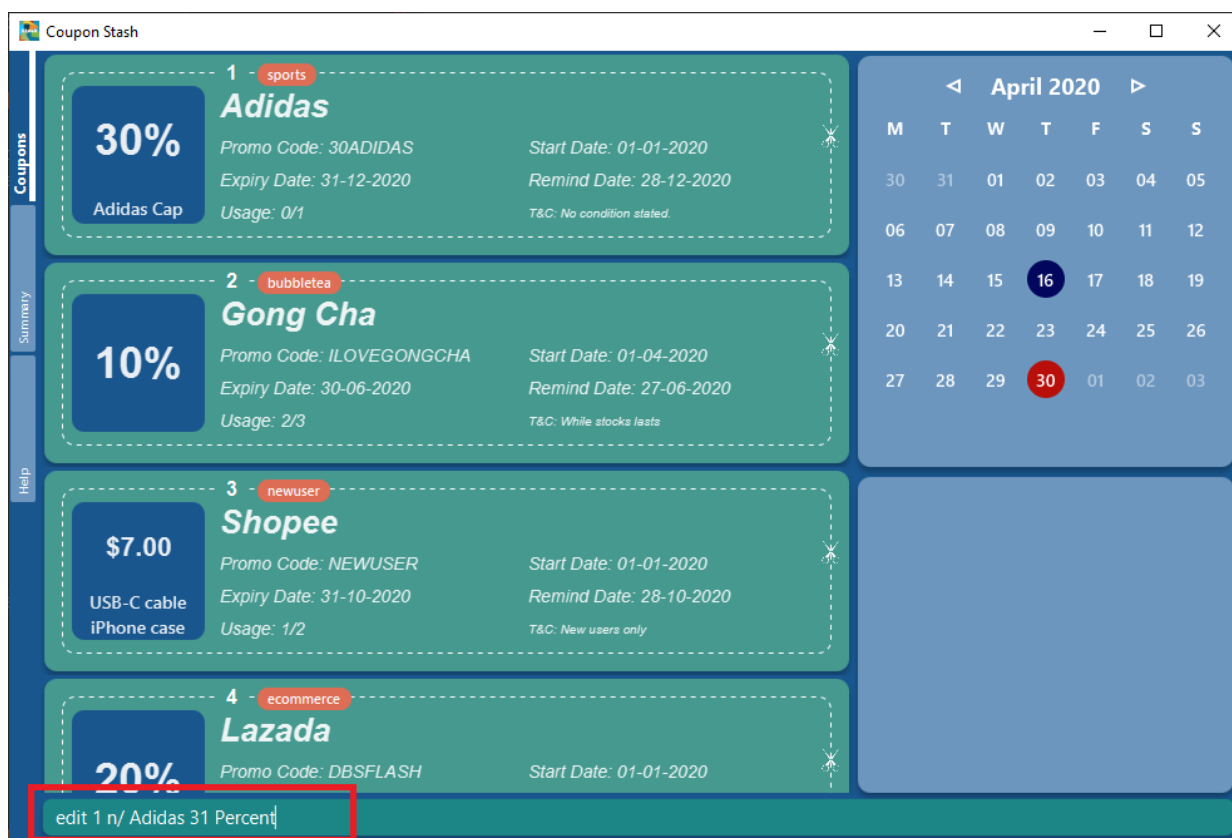 Coupon Stash
Coupons
Summary
Help
1 sports
Adidas
30%
Adidas Cap
Promo Code: 30ADIDAS Start Date: 01-01-2020
Expiry Date: 31-12-2020 Remind Date: 28-12-2020
Usage: 0/1 T&C: No condition stated.
2 bubbletea
Gong Cha
10%
Promo Code: ILOVEGONGCHA Start Date: 01-04-2020
Expiry Date: 30-06-2020 Remind Date: 27-06-2020
Usage: 2/3 T&C: While stocks lasts
3 newuser
Shopee
$7.00
USB-C cable
iPhone case
Promo Code: NEWUSER Start Date: 01-01-2020
Expiry Date: 31-10-2020 Remind Date: 28-10-2020
Usage: 1/2 T&C: New users only
4 ecommerce
Lazada
20%
Promo Code: DBSFLASH Start Date: 01-01-2020
edit 1 n/ Adidas 31 Percent
April 2020
M T W T F S S
30 31 01 02 03 04 05
06 07 08 09 10 11 12
13 14 15 16 17 18 19
20 21 22 23 24 25 26
27 28 29 30 01 02 03